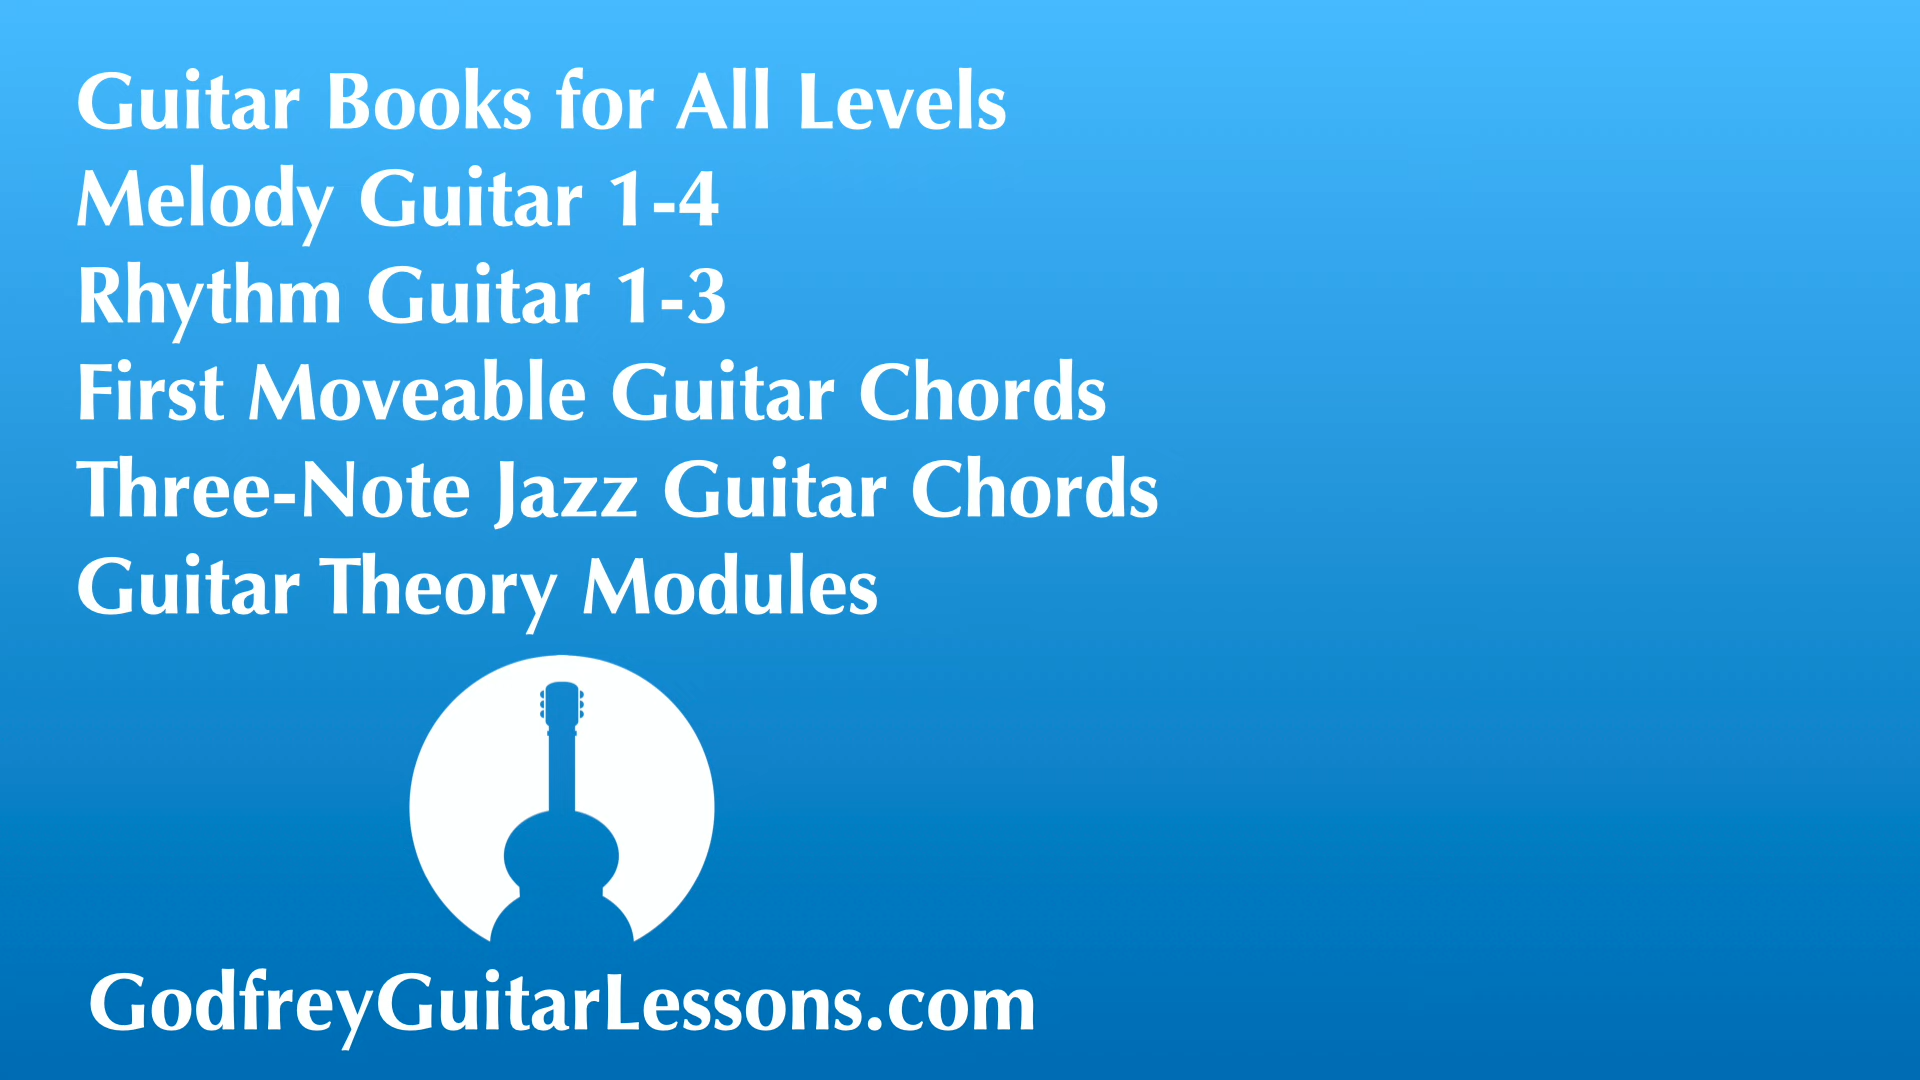 Guitar Books for All Levels
Melody Guitar 1-4
Rhythm Guitar 1-3
First Moveable Guitar Chords
Three-Note Jazz Guitar Chords
Guitar Theory Modules
GodfreyGuitarLessons.com